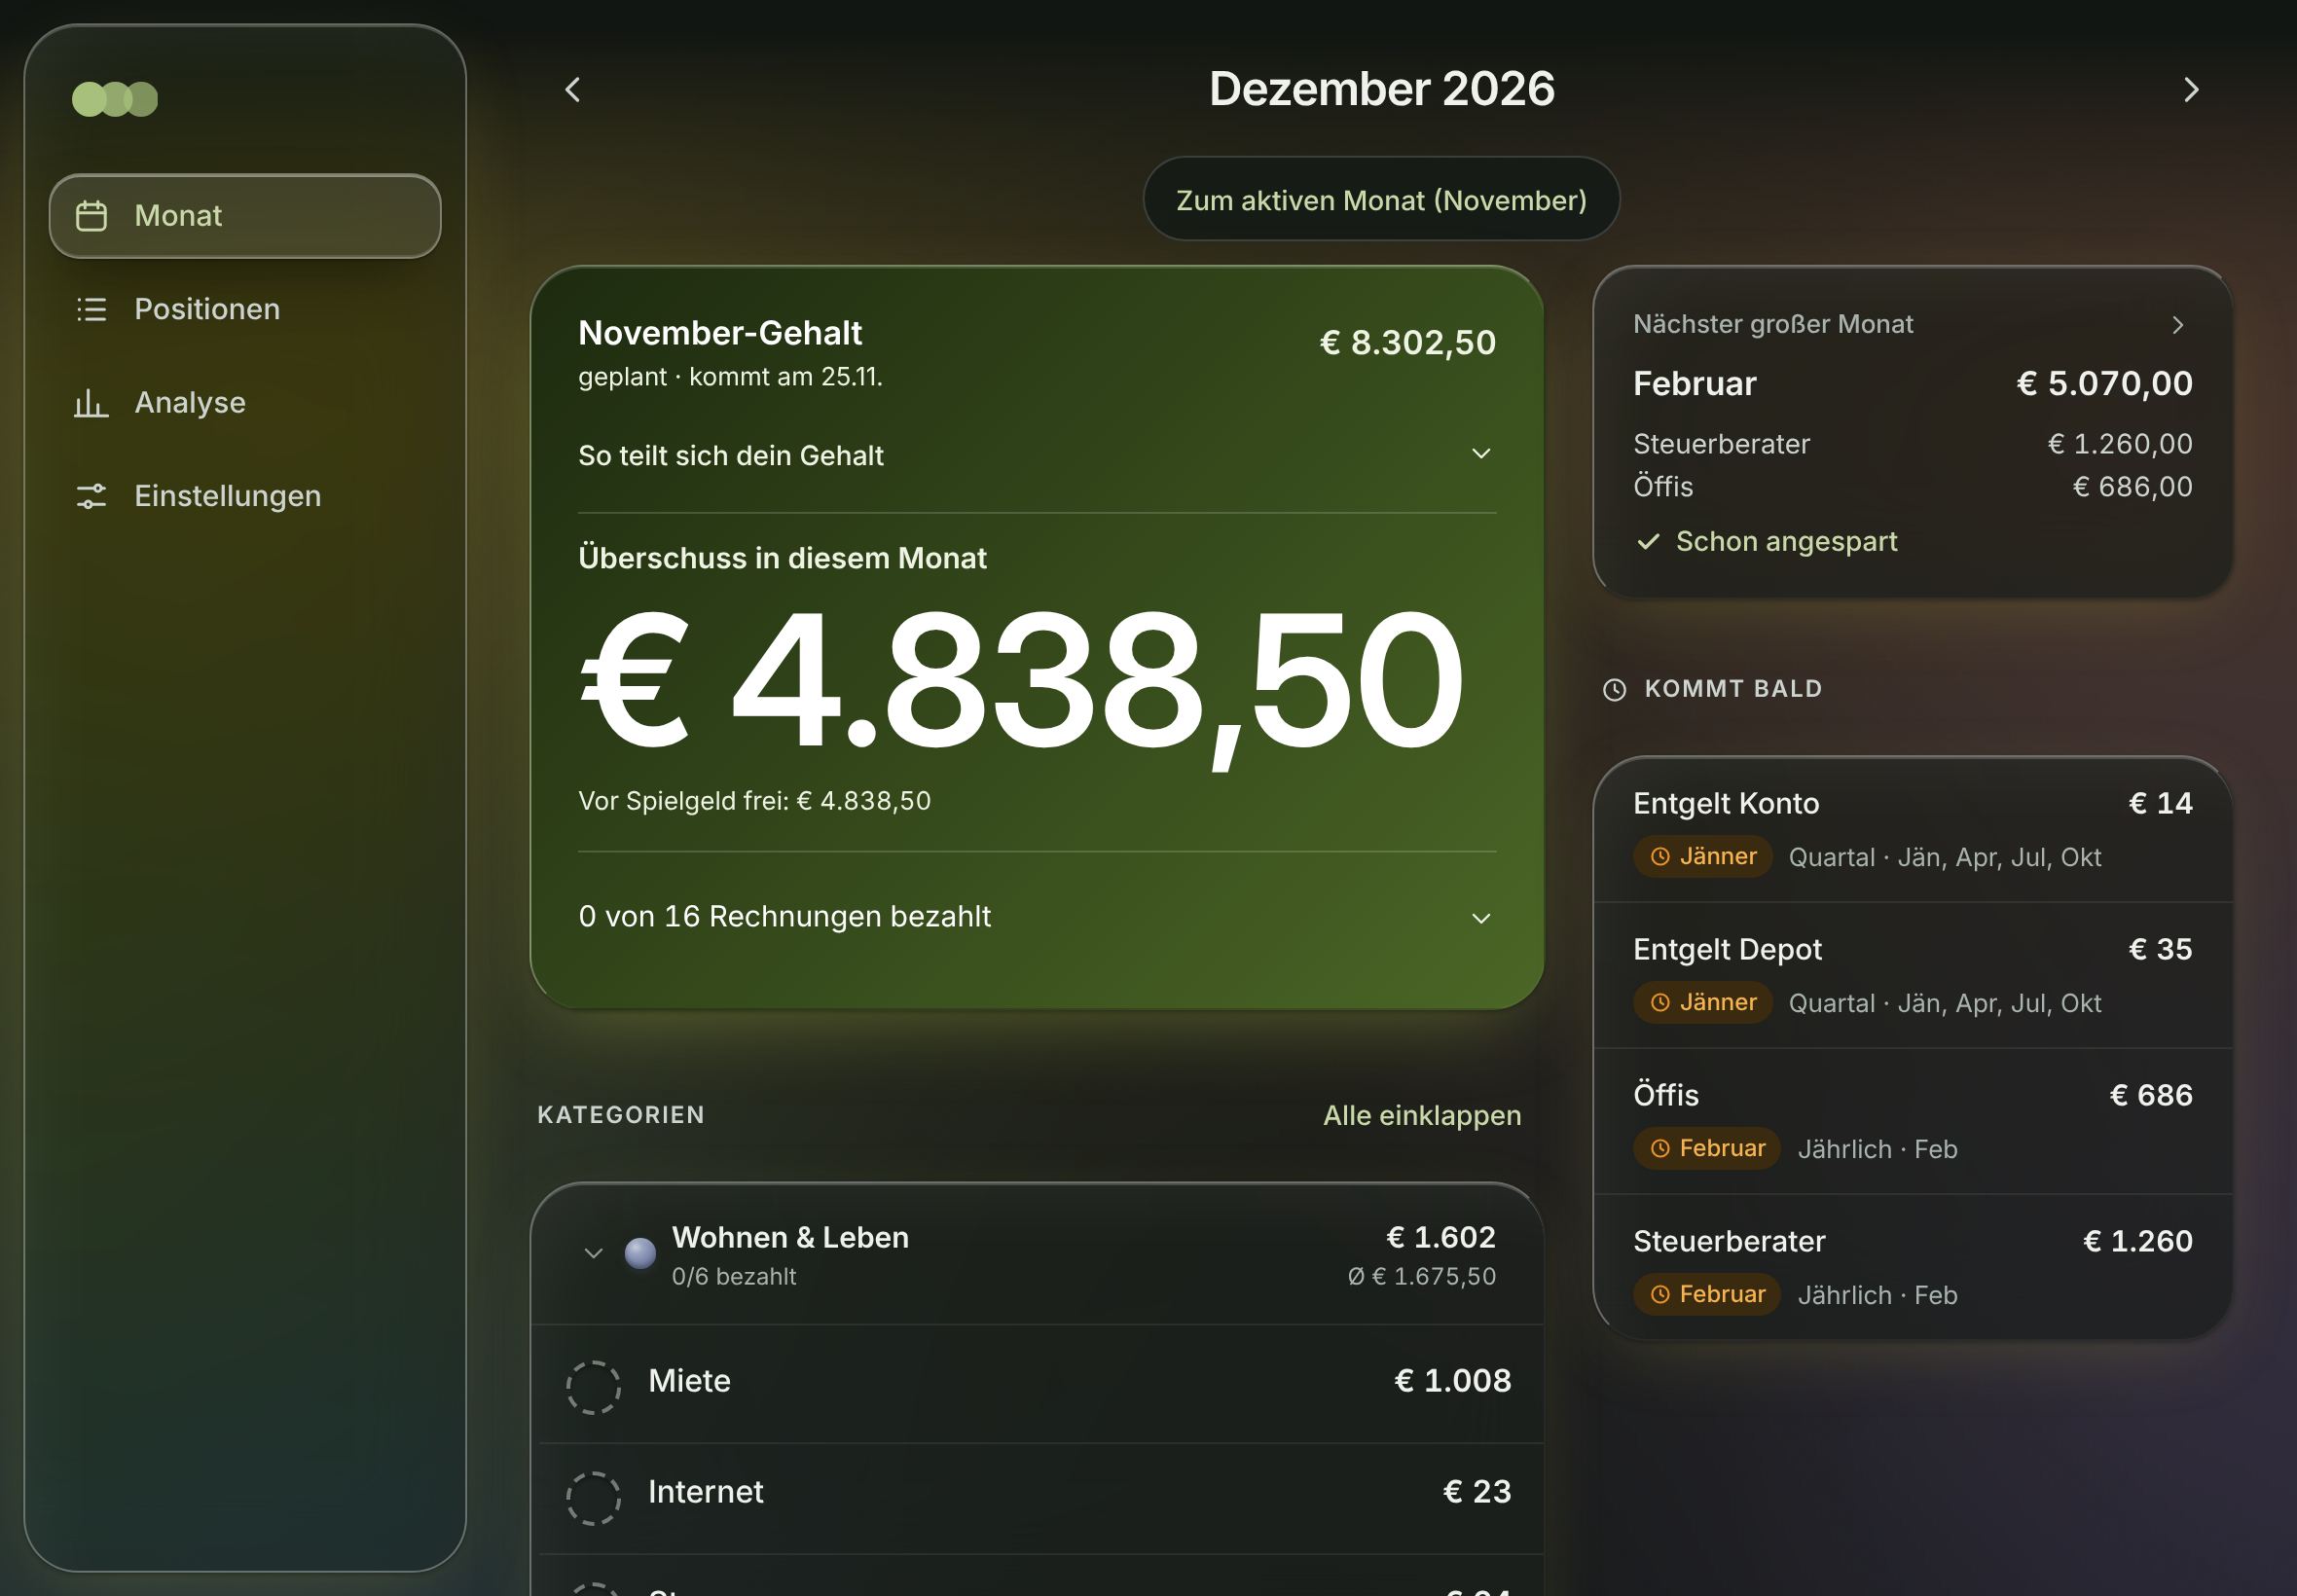 Monat
Positionen
Analyse
Einstellungen
Dezember 2026
Zum aktiven Monat (November)
November-Gehalt
€ 8.302,50
geplant · kommt am 25.11.
So teilt sich dein Gehalt
Überschuss in diesem Monat
€ 4.838,50
Vor Spielgeld frei: € 4.838,50
0 von 16 Rechnungen bezahlt
KATEGORIEN
Alle einklappen
Wohnen & Leben
€ 1.602
0/6 bezahlt
Ø € 1.675,50
Miete
€ 1.008
Internet
€ 23
Nächster großer Monat
Februar
€ 5.070,00
Steuerberater
€ 1.260,00
Öffis
€ 686,00
Schon angespart
KOMMT BALD
Entgelt Konto
€ 14
Jänner
Quartal · Jän, Apr, Jul, Okt
Entgelt Depot
€ 35
Jänner
Quartal · Jän, Apr, Jul, Okt
Öffis
€ 686
Februar
Jährlich · Feb
Steuerberater
€ 1.260
Februar
Jährlich · Feb